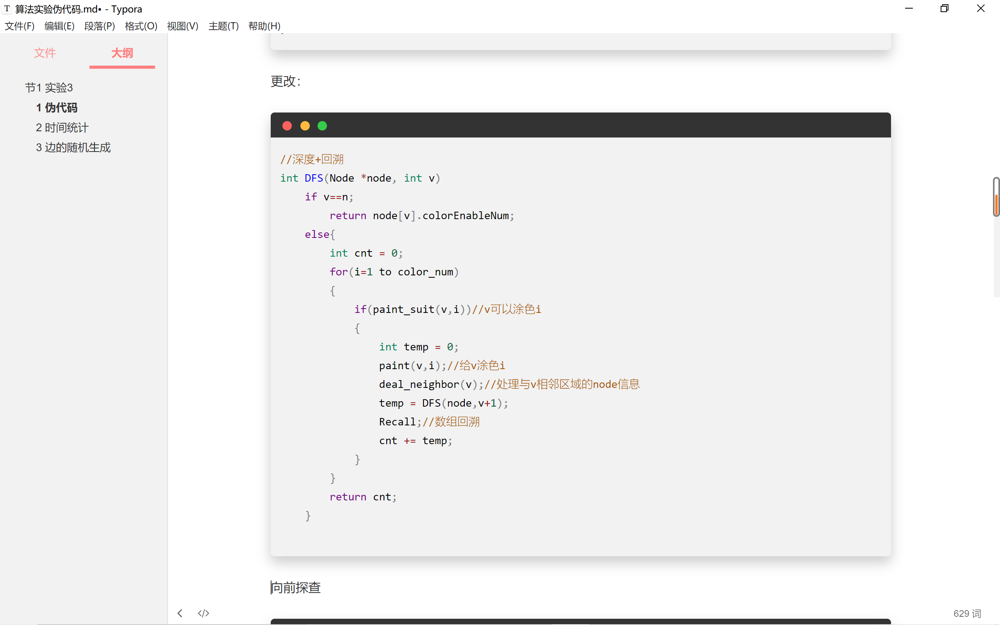 T 算法实验伪代码.md• - Typora
文件(F) 编辑(E) 段落(P) 格式(O) 视图(V) 主题(T) 帮助(H)
文件 大纲
节1 实验3
1 伪代码
2 时间统计
3 边的随机生成
更改：
//深度+回溯
int DFS(Node *node, int v)
    if v==n;
        return node[v].colorEnableNum;
    else{
        int cnt = 0;
        for(i=1 to color_num)
        {
            if(paint_suit(v,i))//v可以涂色i
            {
                int temp = 0;
                paint(v,i);//给v涂色i
                deal_neighbor(v);//处理与v相邻区域的node信息
                temp = DFS(node,v+1);
                Recall;//数组回溯
                cnt += temp;
            }
        }
        return cnt;
    }
向前探查
</> 629 词